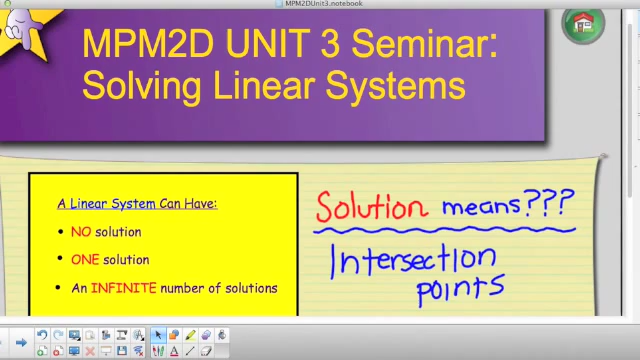 MPM2DUnit3.notebook
MPM2D UNIT 3 Seminar:
Solving Linear Systems
A Linear System Can Have:
• NO solution
• ONE solution
• An INFINITE number of solutions
Solution means???
Intersection
points